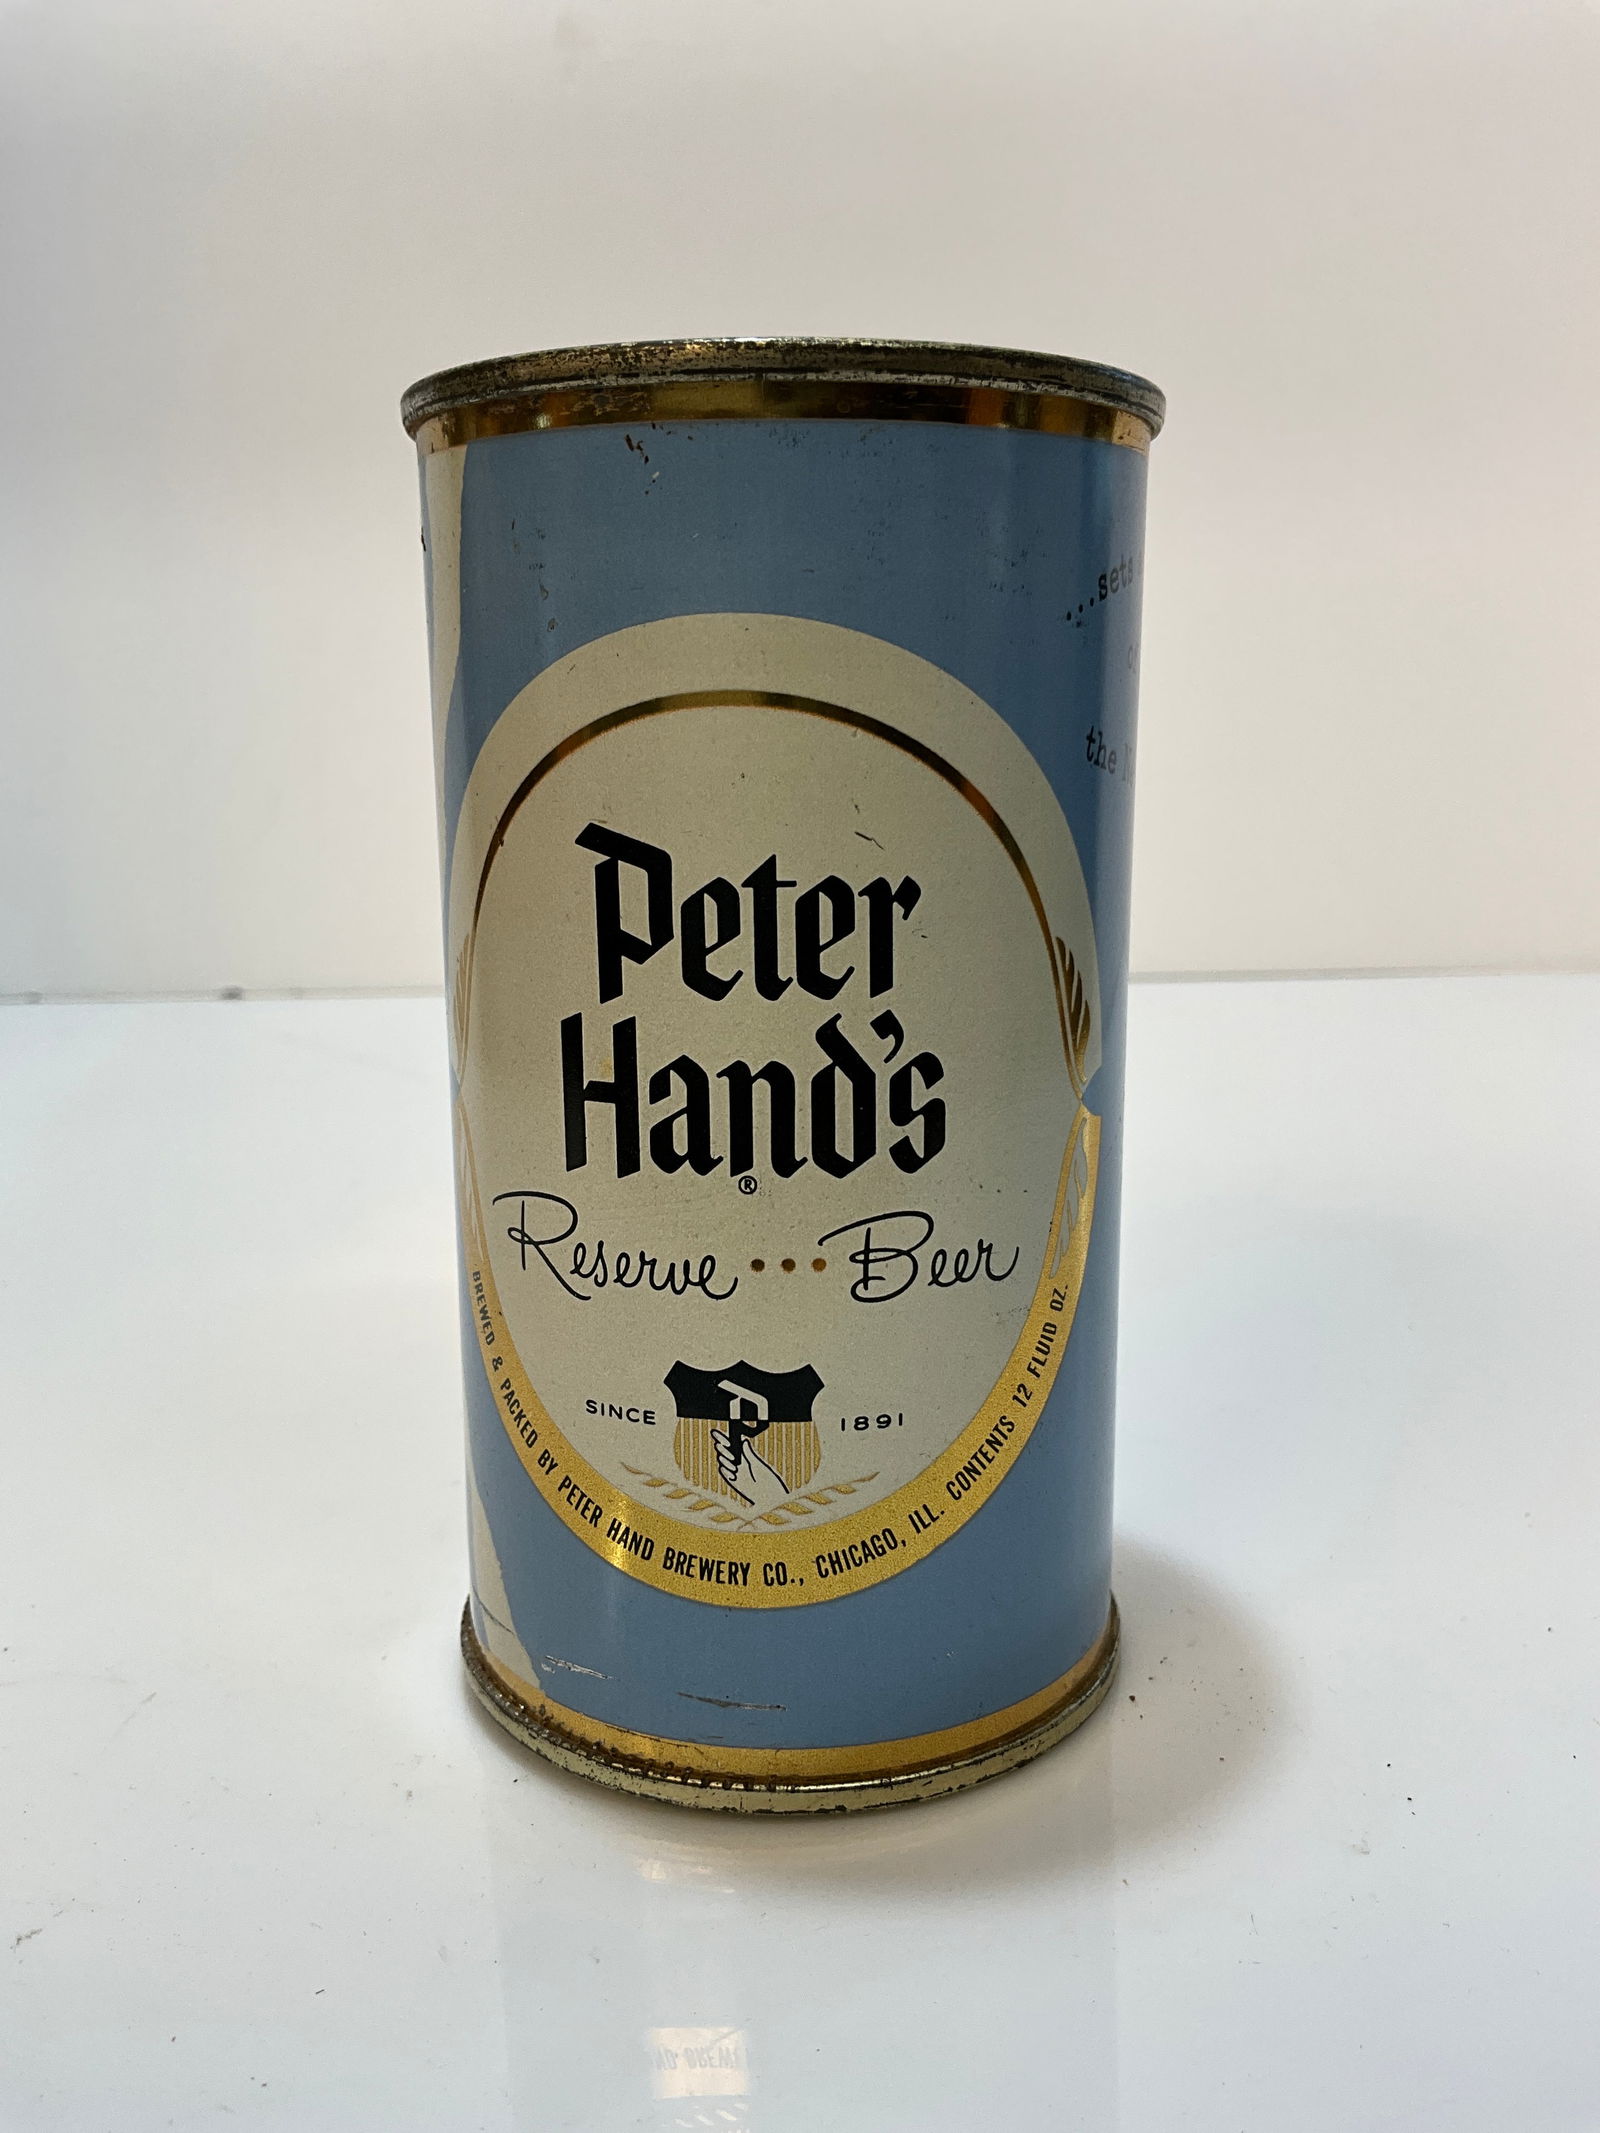 ...sets
the
Peter
Hand's
®
Reserve ... Beer
SINCE 1891
BREWED & PACKED BY PETER HAND BREWERY CO., CHICAGO, ILL. CONTENTS 12 FLUID OZ.